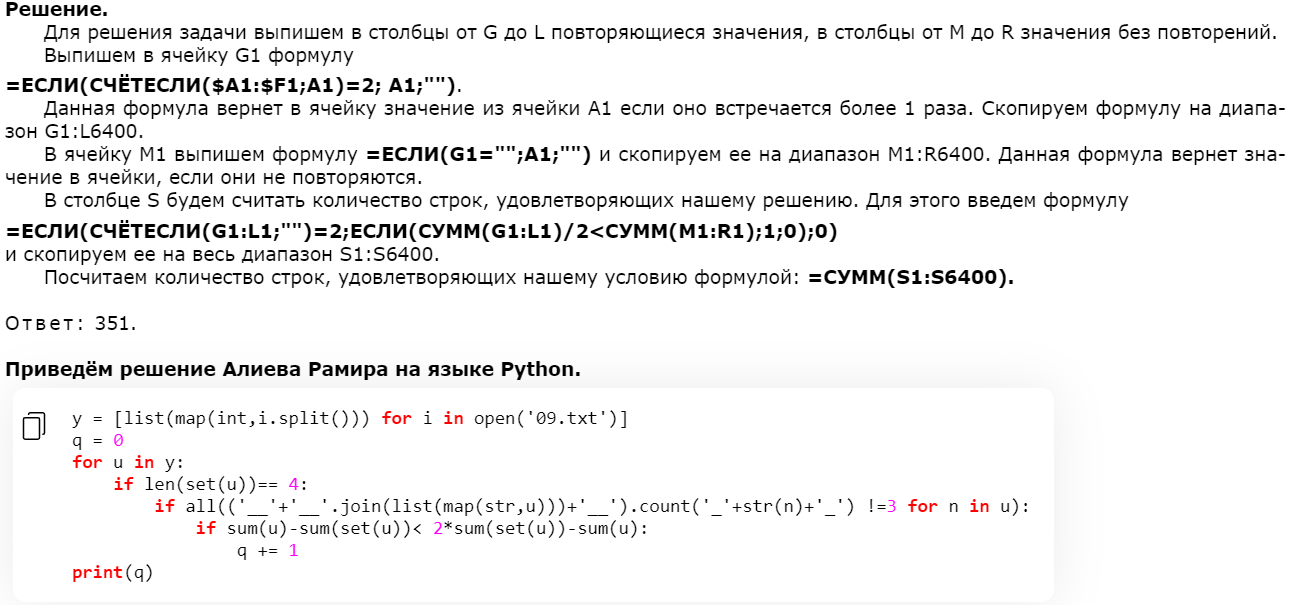 Решение.
Для решения задачи выпишем в столбцы от G до L повторяющиеся значения, в столбцы от M до R значения без повторений.
Выпишем в ячейку G1 формулу
=ЕСЛИ(СЧЁТЕСЛИ($A1:$F1;A1)=2; A1;"").
Данная формула вернет в ячейку значение из ячейки A1 если оно встречается более 1 раза. Скопируем формулу на диапа-
зон G1:L6400.
В ячейку M1 выпишем формулу =ЕСЛИ(G1="";A1;"") и скопируем ее на диапазон M1:R6400. Данная формула вернет зна-
чение в ячейки, если они не повторяются.
В столбце S будем считать количество строк, удовлетворяющих нашему решению. Для этого введем формулу
=ЕСЛИ(СЧЁТЕСЛИ(G1:L1;"")=2;ЕСЛИ(СУММ(G1:L1)/2<СУММ(M1:R1);1;0);0)
и скопируем ее на весь диапазон S1:S6400.
Посчитаем количество строк, удовлетворяющих нашему условию формулой: =СУММ(S1:S6400).
Ответ: 351.
Приведём решение Алиева Рамира на языке Python.
y = [list(map(int,i.split())) for i in open('09.txt')]
q = 0
for u in y:
    if len(set(u))== 4:
        if all(('__'+'__'.join(list(map(str,u)))+'__').count('_'+str(n)+'_') !=3 for n in u):
            if sum(u)-sum(set(u))< 2*sum(set(u))-sum(u):
                q += 1
print(q)